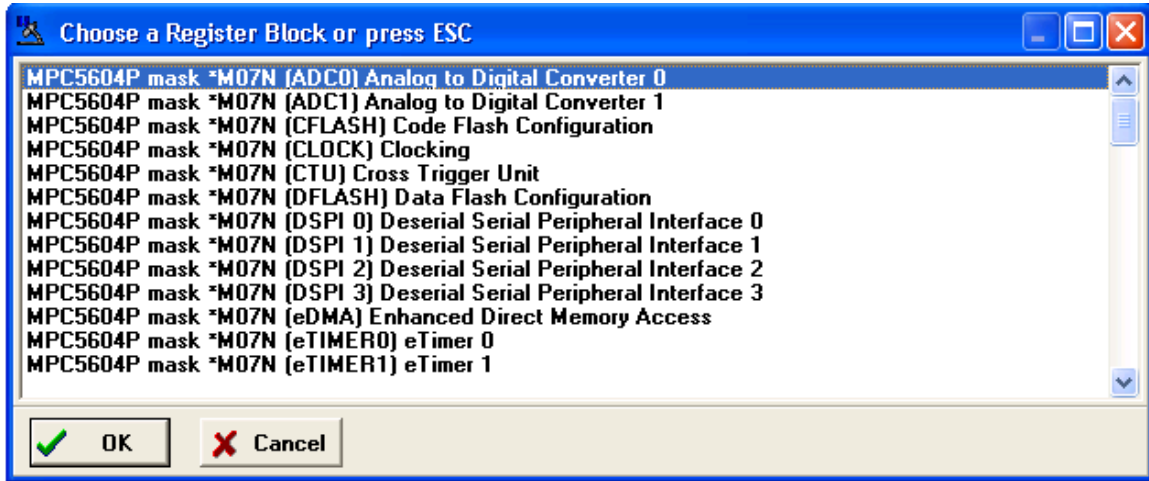 Choose a Register Block or press ESC
MPC5604P mask *M07N (ADC0) Analog to Digital Converter 0
MPC5604P mask *M07N (ADC1) Analog to Digital Converter 1
MPC5604P mask *M07N (CFLASH) Code Flash Configuration
MPC5604P mask *M07N (CLOCK) Clocking
MPC5604P mask *M07N (CTU) Cross Trigger Unit
MPC5604P mask *M07N (DFLASH) Data Flash Configuration
MPC5604P mask *M07N (DSPI 0) Deserial Serial Peripheral Interface 0
MPC5604P mask *M07N (DSPI 1) Deserial Serial Peripheral Interface 1
MPC5604P mask *M07N (DSPI 2) Deserial Serial Peripheral Interface 2
MPC5604P mask *M07N (DSPI 3) Deserial Serial Peripheral Interface 3
MPC5604P mask *M07N (eDMA) Enhanced Direct Memory Access
MPC5604P mask *M07N (eTIMER0) eTimer 0
MPC5604P mask *M07N (eTIMER1) eTimer 1
OK Cancel